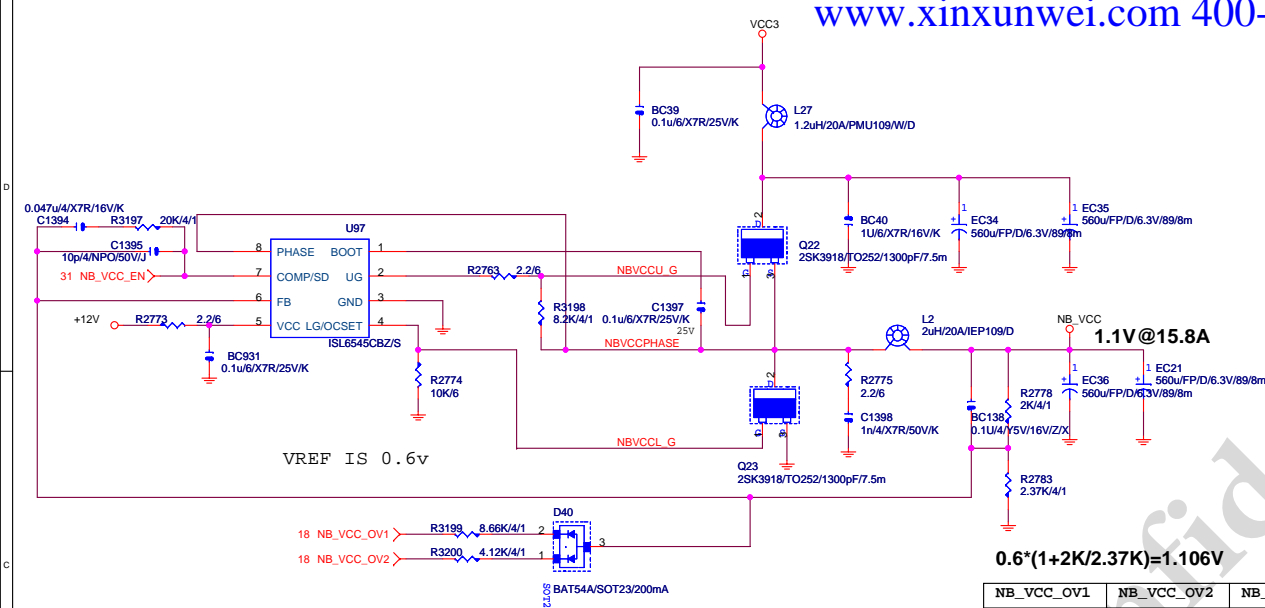 www.xinxunwei.com 400-
VCC3
BC39
0.1u/6/X7R/25V/K
L27
1.2uH/20A/PMU109/W/D
D
0.047u/4/X7R/16V/K
C1394
R3197
20K/4/1
C1395
10p/4/NPO/50V/J
31 NB_VCC_EN
+12V
R2773
2.2/6
BC931
0.1u/6/X7R/25V/K
U97
8 PHASE BOOT 1
7 COMP/SD UG 2
6 FB GND 3
5 VCC LG/OCSET 4
ISL6545CBZ/S
R2774
10K/6
R2763
2.2/6
NBVCCU_G
R3198
8.2K/4/1
C1397
0.1u/6/X7R/25V/K
25V
NBVCCPHASE
NBVCCL_G
2
Q22
2SK3918/TO252/1300pF/7.5m
BC40
1U/6/X7R/16V/K
1
EC34
560u/FP/D/6.3V/89/8m
1
EC35
560u/FP/D/6.3V/89/8m
L2
2uH/20A/IEP109/D
NB_VCC
1.1V@15.8A
2
Q23
2SK3918/TO252/1300pF/7.5m
R2775
2.2/6
C1398
1n/4/X7R/50V/K
BC138
0.1U/4/Y5V/16V/Z/X
R2778
2K/4/1
R2783
2.37K/4/1
1
EC36
560u/FP/D/6.3V/89/8m
1
EC21
560u/FP/D/6.3V/89/8m
VREF IS 0.6v
18 NB_VCC_OV1
R3199
8.66K/4/1
18 NB_VCC_OV2
R3200
4.12K/4/1
D40
2
1
3
BAT54A/SOT23/200mA
SOT2
C
0.6*(1+2K/2.37K)=1.106V
NB_VCC_OV1 NB_VCC_OV2 NB_
nfid